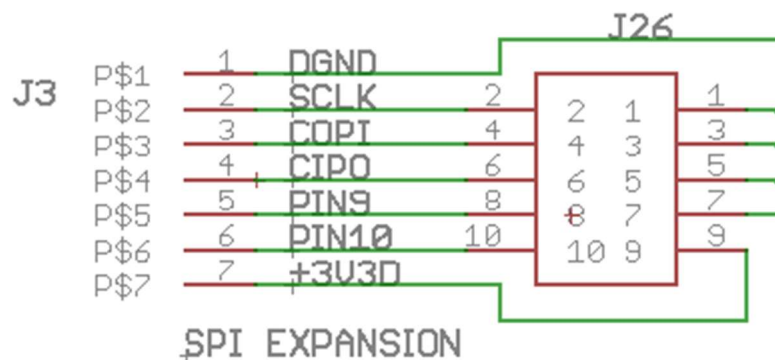 J26
J3
P$1 1 DGND
P$2 2 SCLK 2 2 1 1
P$3 3 COPI 4 4 3 3
P$4 4 CIPO 6 6 5 5
P$5 5 PIN9 8 8 7 7
P$6 6 PIN10 10 10 9 9
P$7 7 +3V3D
SPI EXPANSION